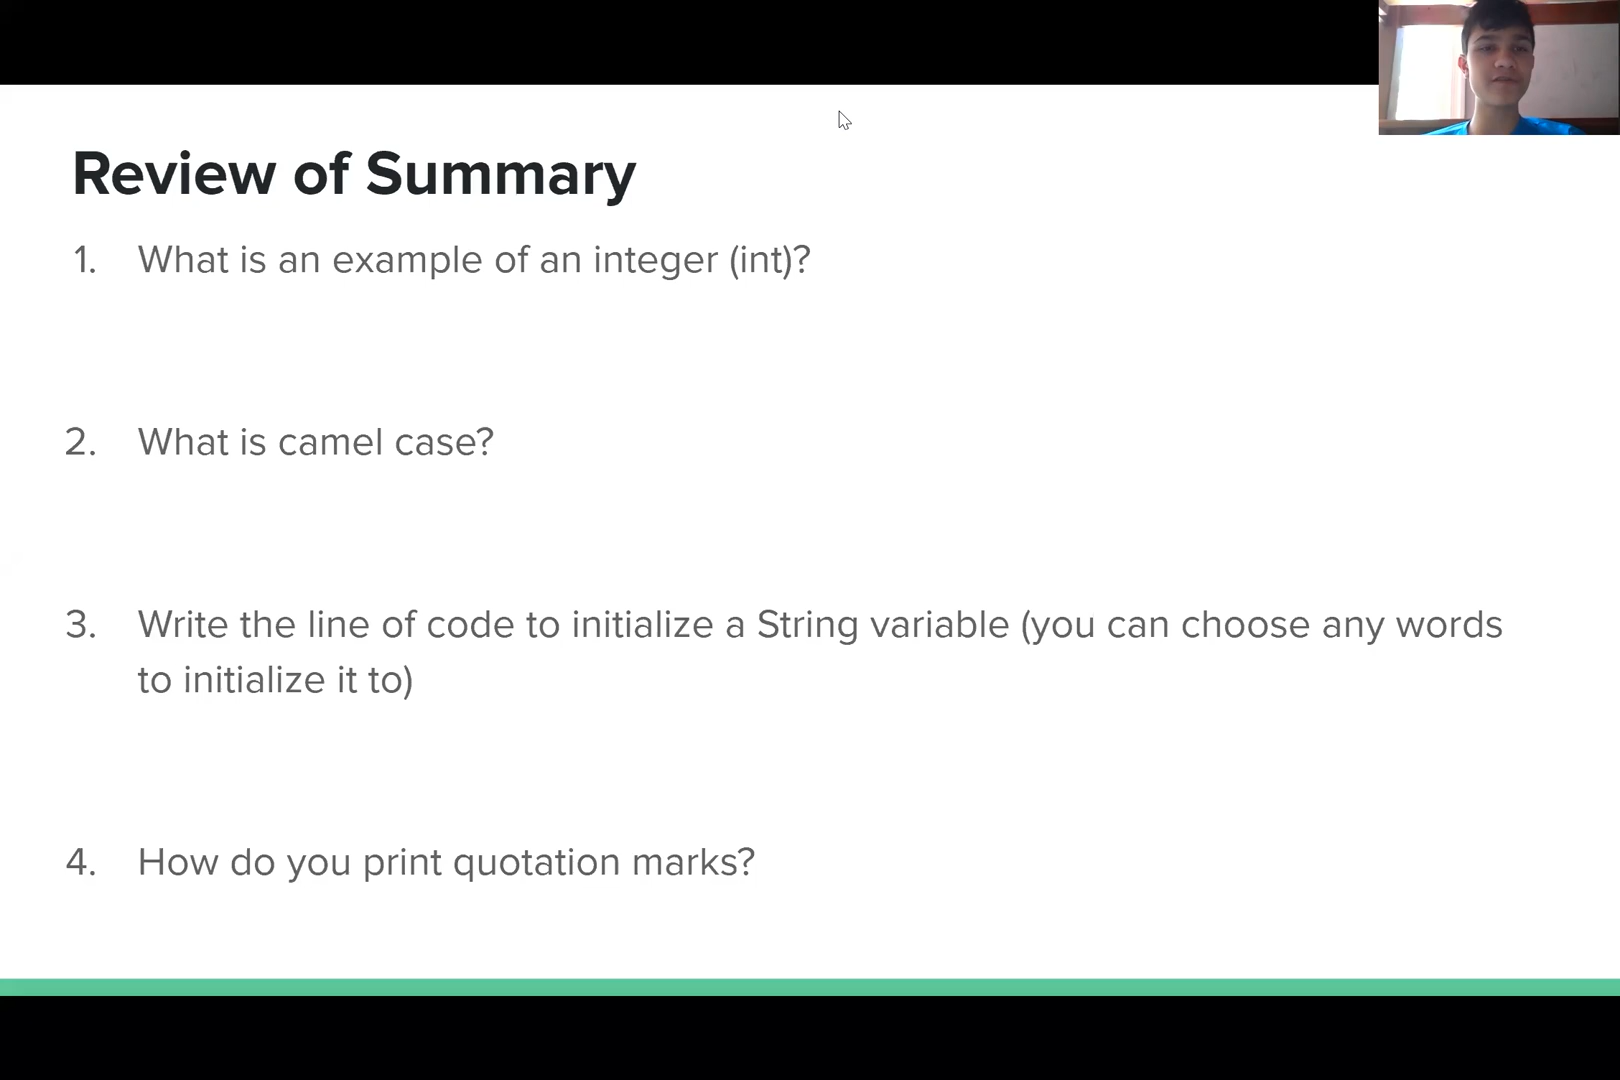 Review of Summary
1. What is an example of an integer (int)?
2. What is camel case?
3. Write the line of code to initialize a String variable (you can choose any words
to initialize it to)
4. How do you print quotation marks?